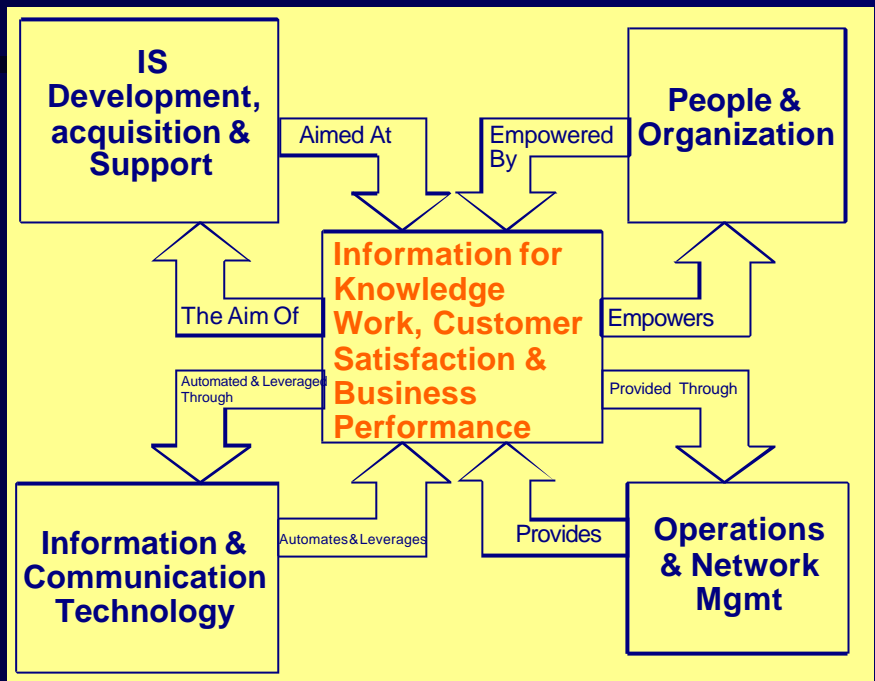 IS
Development,
acquisition &
Support
Aimed At
Empowered
By
People &
Organization
Information for
Knowledge
Work, Customer
Satisfaction &
Business
Performance
The Aim Of
Empowers
Automated & Leveraged
Through
Provided Through
Information &
Communication
Technology
Automates & Leverages
Provides
Operations
& Network
Mgmt